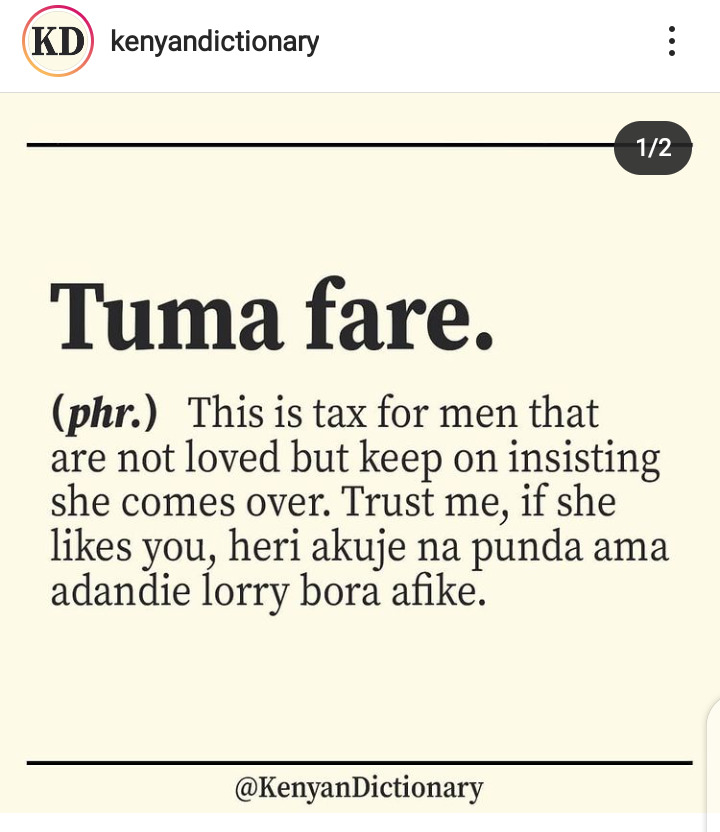 KD kenyandictionary
1/2
Tuma fare.
(phr.) This is tax for men that
are not loved but keep on insisting
she comes over. Trust me, if she
likes you, heri akuje na punda ama
adandie lorry bora afike.
@KenyanDictionary